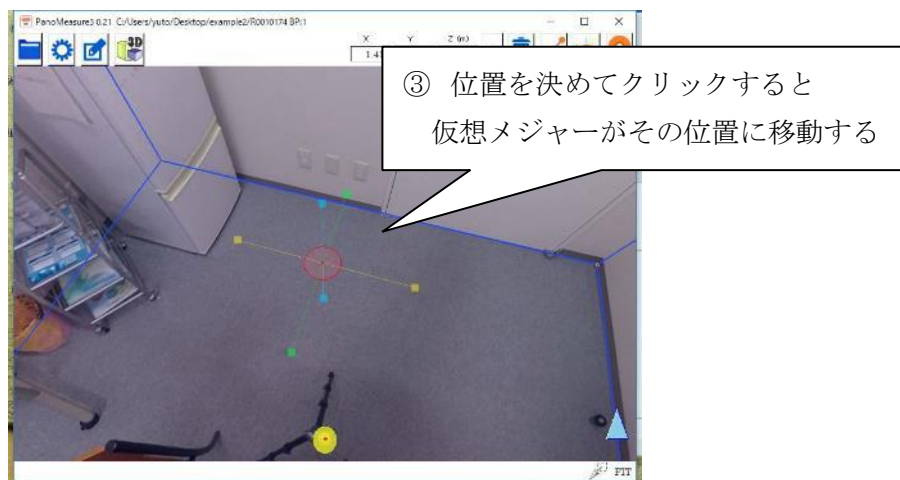 PanoMeasure3 0.21 C:/Users/yuto/Desktop/example2/R0010174 BP:1
3D
X Y Z (m)
③ 位置を決めてクリックすると
仮想メジャーがその位置に移動する
FIT